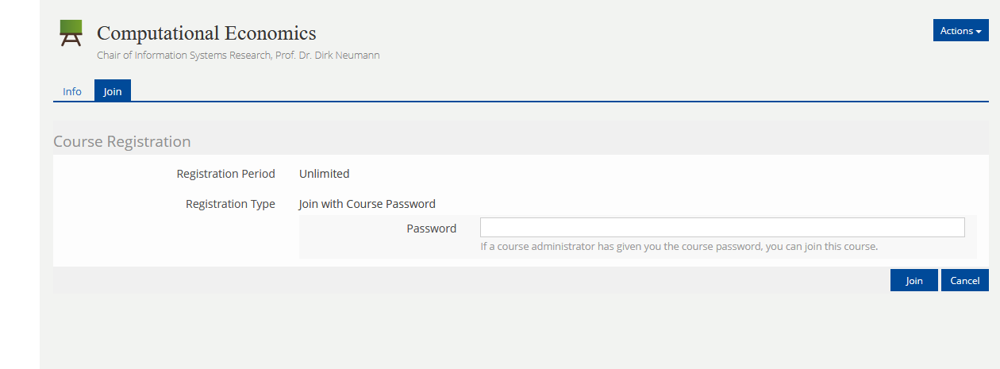 Computational Economics
Actions
Chair of Information Systems Research, Prof. Dr. Dirk Neumann
Info
Join
Course Registration
Registration Period Unlimited
Registration Type Join with Course Password
Password
If a course administrator has given you the course password, you can join this course.
Join Cancel